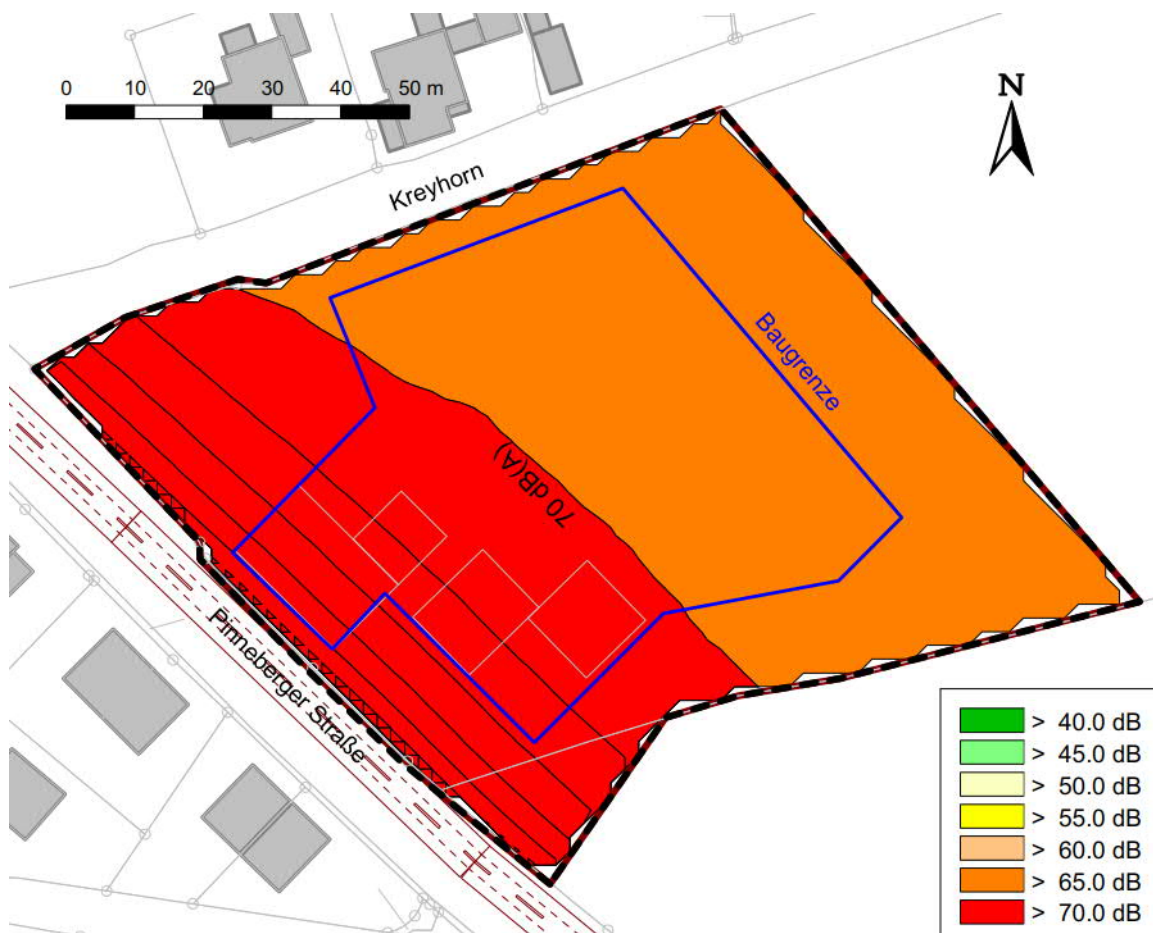 0 10 20 30 40 50 m
N
Kreyhorn
Baugrenze
70 dB(A)
Pinneberger Straße
> 40.0 dB
> 45.0 dB
> 50.0 dB
> 55.0 dB
> 60.0 dB
> 65.0 dB
> 70.0 dB